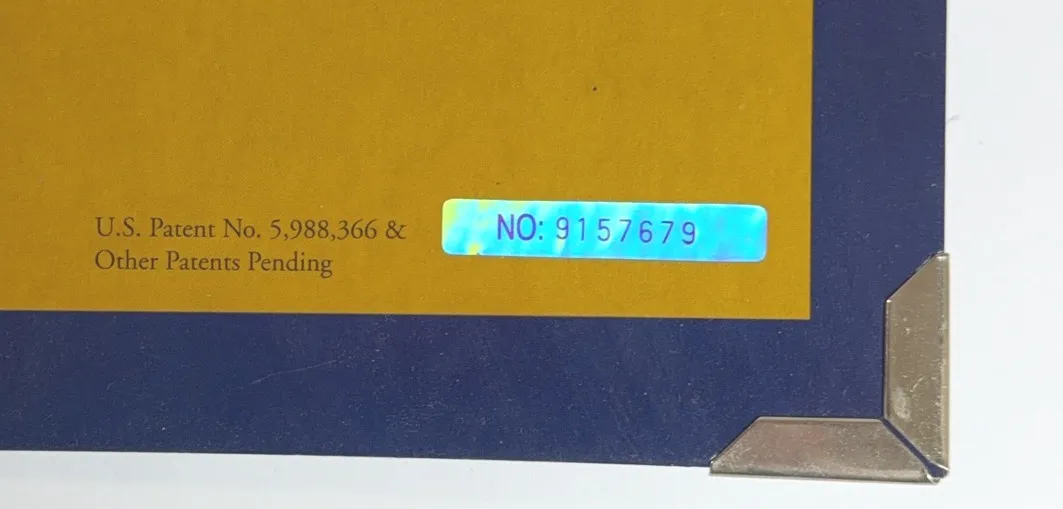 U.S. Patent No. 5,988,366 &
Other Patents Pending
NO: 9157679